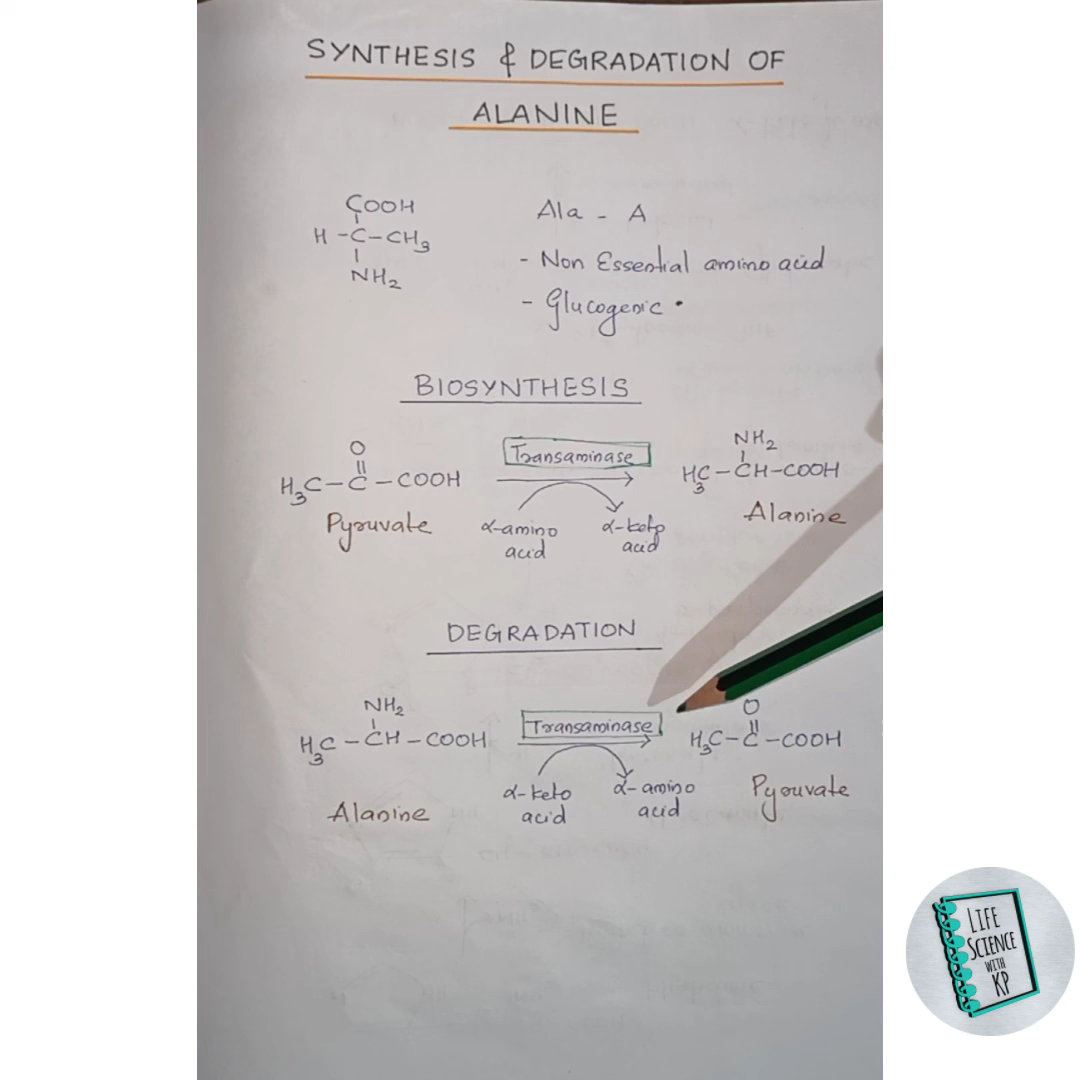 SYNTHESIS & DEGRADATION OF
ALANINE
COOH
H-C-CH3
NH2
Ala - A
- Non Essential amino acid
- Glucogenic
BIOSYNTHESIS
O
H3C-C-COOH
Pyruvate
Transaminase
α-amino
acid
α-keto
acid
NH2
H3C-CH-COOH
Alanine
DEGRADATION
NH2
H3C-CH-COOH
Alanine
Transaminase
α-keto
acid
α-amino
acid
O
H3C-C-COOH
Pyruvate
LIFE
SCIENCE
WITH
KP